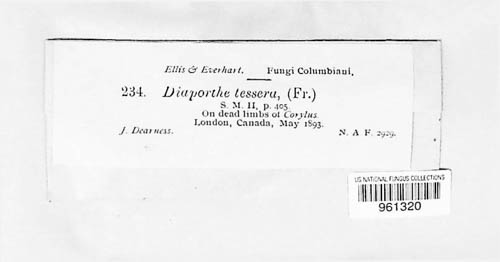 Ellis & Everhart. Fungi Columbiani.
234. Diaporthe tessera, (Fr.)
S. M. II, p. 405.
On dead limbs of Corylus.
London, Canada, May 1893.
J. Dearness. N. A F. 2929.
US NATIONAL FUNGUS COLLECTIONS
961320